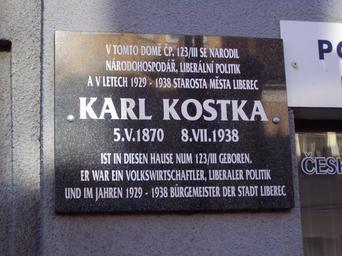 V TOMTO DOMĚ ČP. 123/III SE NARODIL
NÁRODOHOSPODÁŘ, LIBERÁLNÍ POLITIK
A V LETECH 1929 - 1938 STAROSTA MĚSTA LIBEREC
KARL KOSTKA
5.V.1870 8.VII.1938
IST IN DIESEN HAUSE NUM 123/III GEBOREN.
ER WAR EIN VOLKSWIRTSCHAFTLER, LIBERALER POLITIK
UND IM JAHREN 1929 - 1938 BÜRGEMEISTER DER STADT LIBEREC